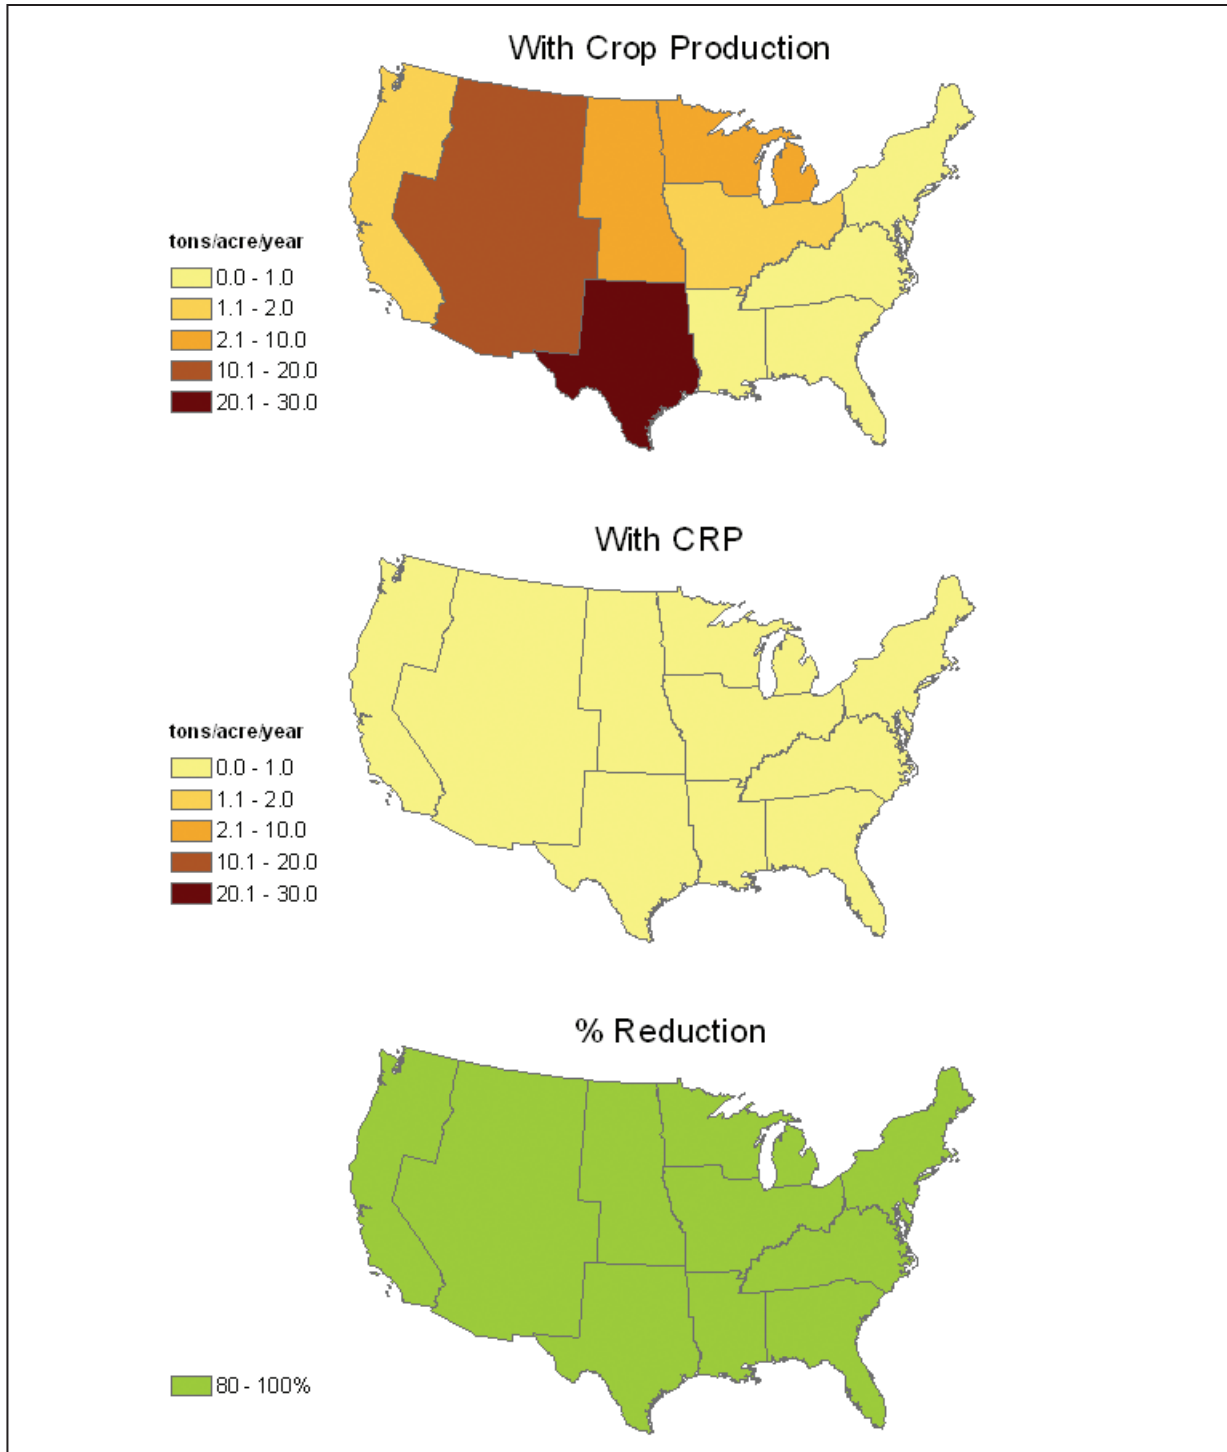 With Crop Production
tons/acre/year
0.0 - 1.0
1.1 - 2.0
2.1 - 10.0
10.1 - 20.0
20.1 - 30.0
With CRP
tons/acre/year
0.0 - 1.0
1.1 - 2.0
2.1 - 10.0
10.1 - 20.0
20.1 - 30.0
% Reduction
80 - 100%